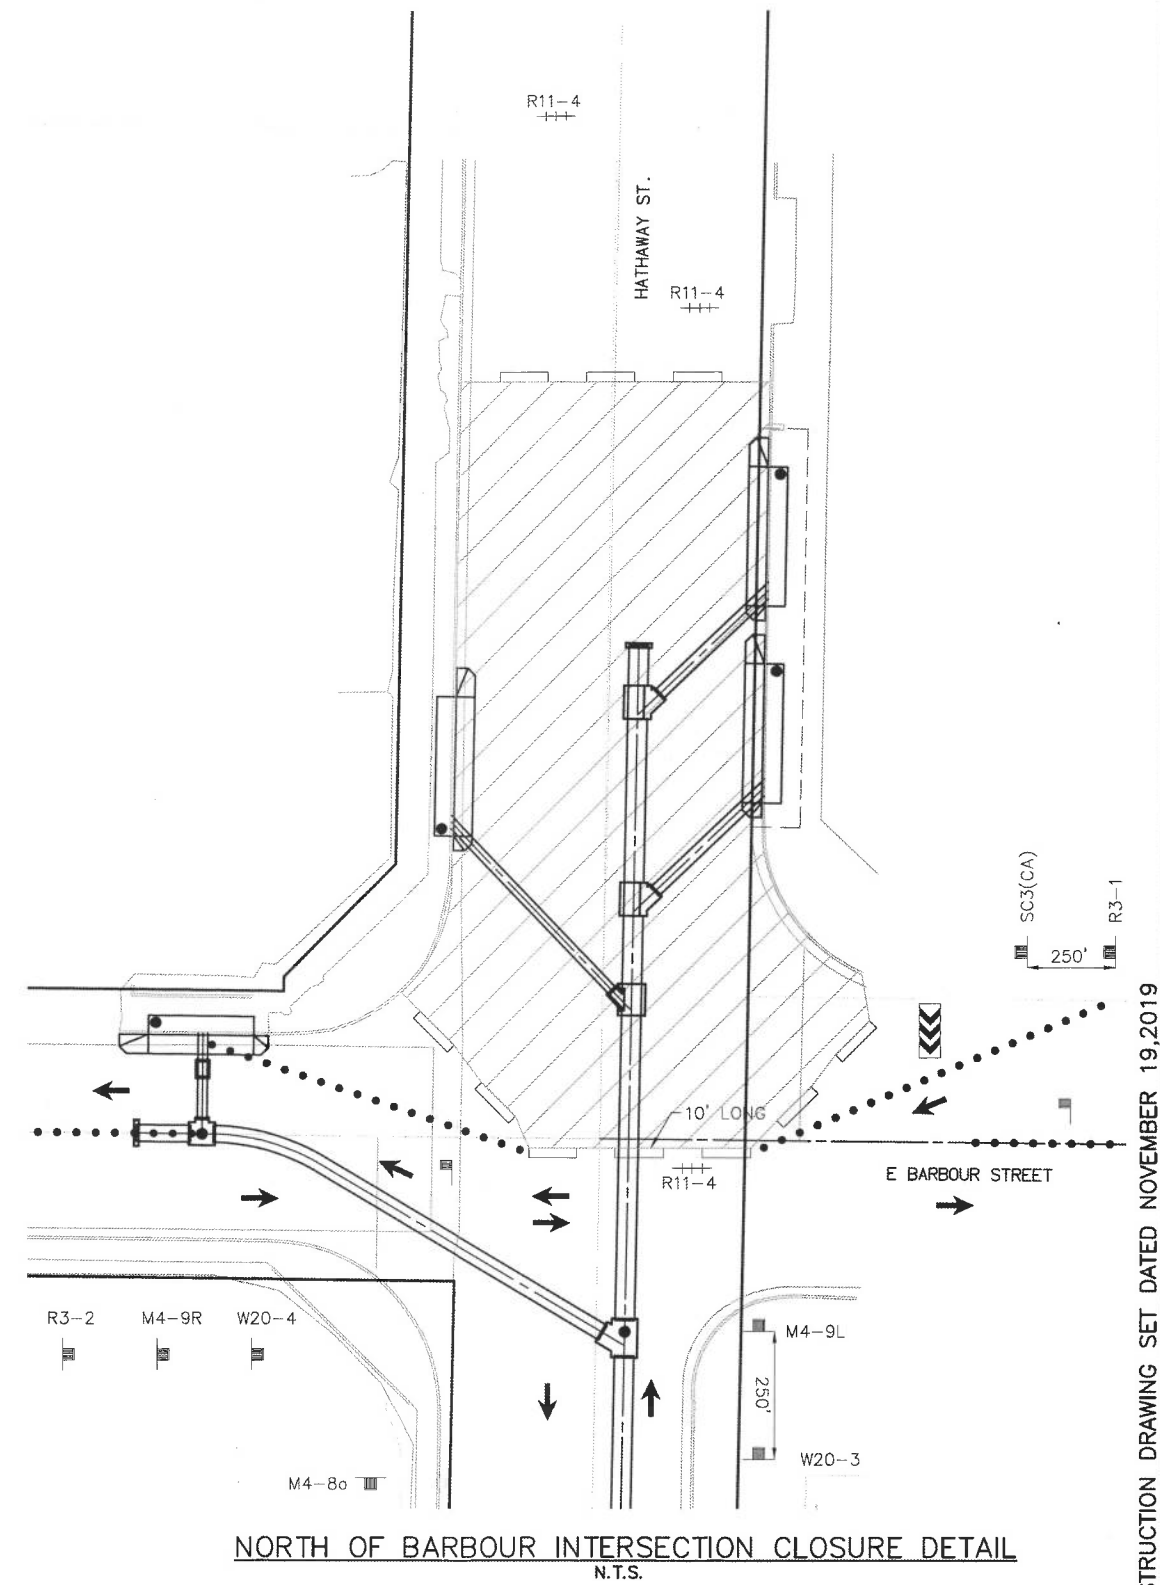 R11-4
HATHAWAY ST.
R11-4
SC3(CA)
R3-1
250'
10' LONG
R11-4
E BARBOUR STREET
R3-2
M4-9R
W20-4
M4-9L
250'
M4-8a
W20-3
NORTH OF BARBOUR INTERSECTION CLOSURE DETAIL
N.T.S.
STRUCTION DRAWING SET DATED NOVEMBER 19,2019